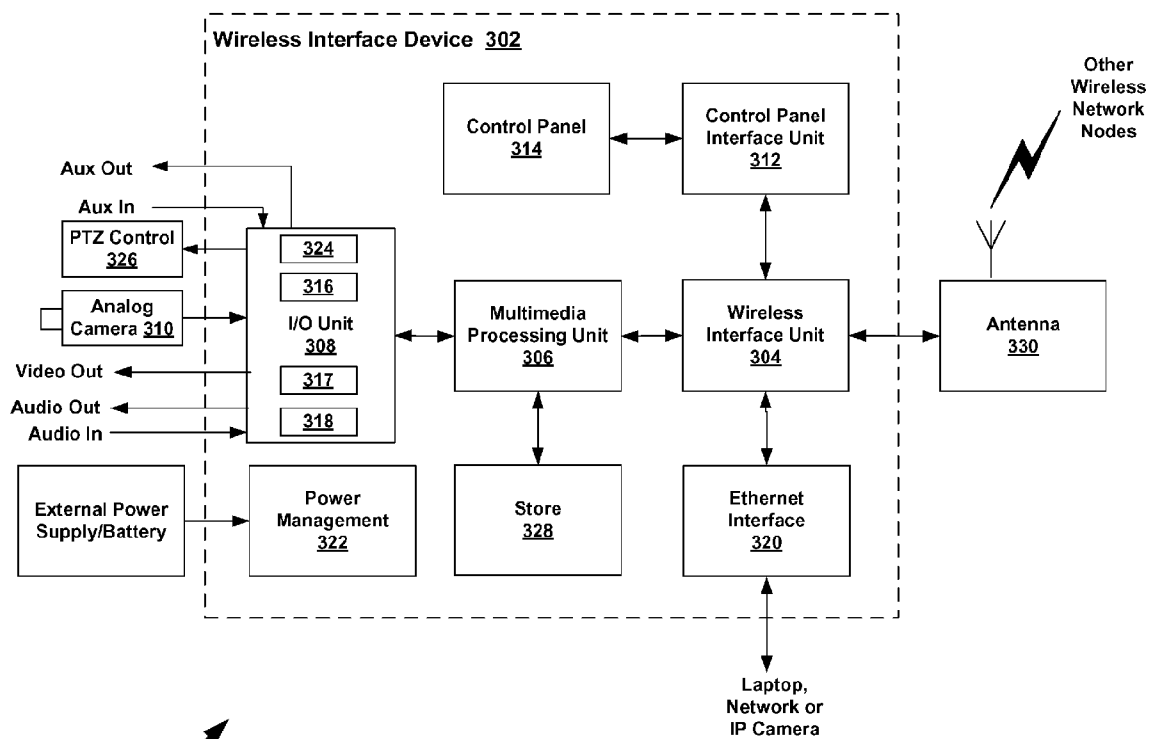 Wireless Interface Device 302
Other
Wireless
Network
Nodes
Control Panel
314
Control Panel
Interface Unit
312
Aux Out
Aux In
PTZ Control
326
Analog
Camera 310
Video Out
Audio Out
Audio In
324
316
I/O Unit
308
317
318
Multimedia
Processing Unit
306
Wireless
Interface Unit
304
Antenna
330
External Power
Supply/Battery
Power
Management
322
Store
328
Ethernet
Interface
320
Laptop,
Network or
IP Camera